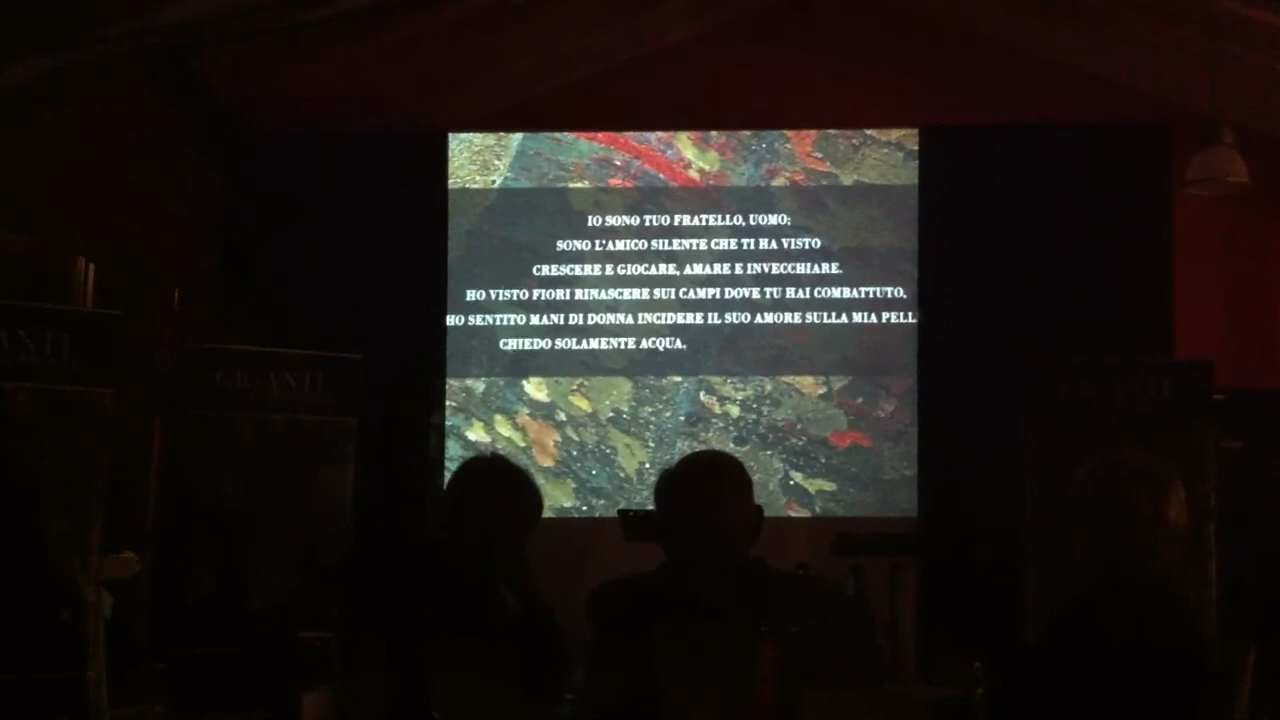 IO SONO TUO FRATELLO, UOMO;
SONO L'AMICO SILENTE CHE TI HA VISTO
CRESCERE E GIOCARE, AMARE E INVECCHIARE.
HO VISTO FIORI RINASCERE SUI CAMPI DOVE TU HAI COMBATTUTO,
HO SENTITO MANI DI DONNA INCIDERE IL SUO AMORE SULLA MIA PELL
CHIEDO SOLAMENTE ACQUA.